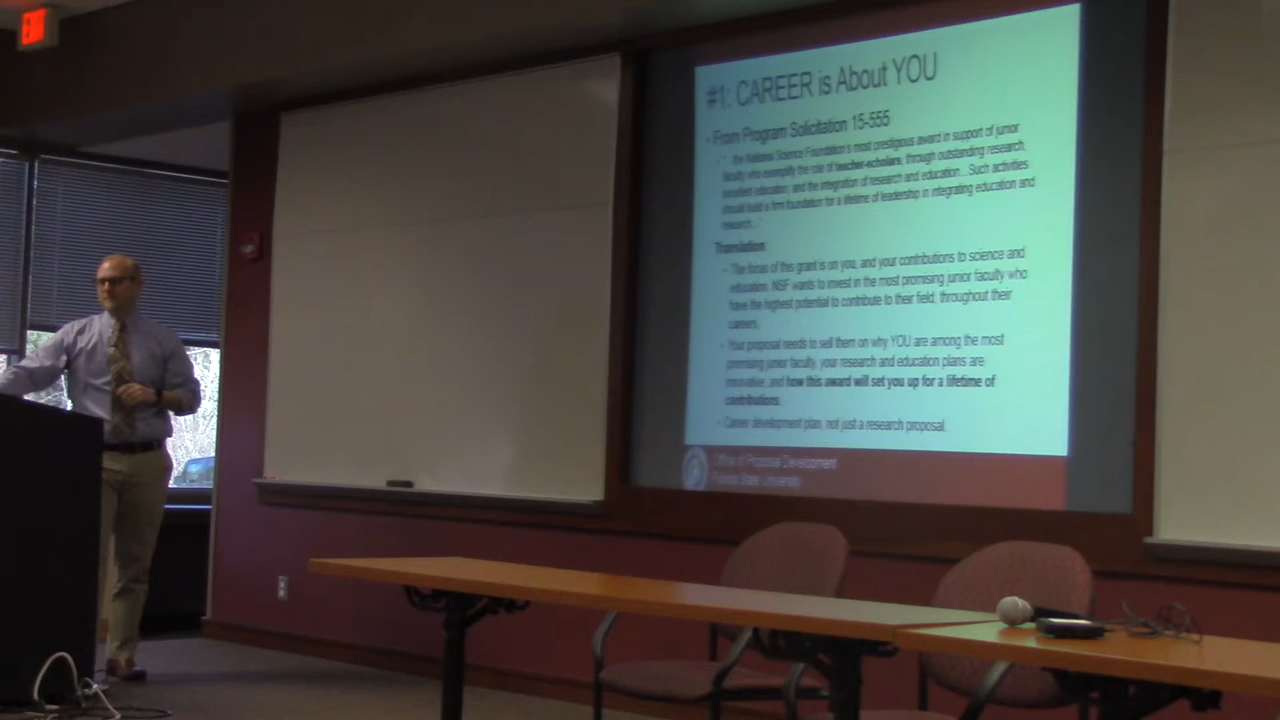 EXIT
#1: CAREER is About YOU
From Program Solicitation 15-555
"...the National Science Foundation's most prestigious award in support of junior
faculty who exemplify the role of teacher-scholars, through outstanding research,
excellent education, and the integration of research and education...Such activities
should build a firm foundation for a lifetime of leadership in integrating education and
research..."
Translation
- The focus of this grant is on you, and your contributions to science and
education. NSF wants to invest in the most promising junior faculty who
have the highest potential to contribute to their field, throughout their
careers.
- Your proposal needs to sell them on why YOU are among the most
promising junior faculty, your research and education plans are
innovative, and how this award will set you up for a lifetime of
contributions.
- Career development plan, not just a research proposal.
Office of Proposal Development
Florida State University